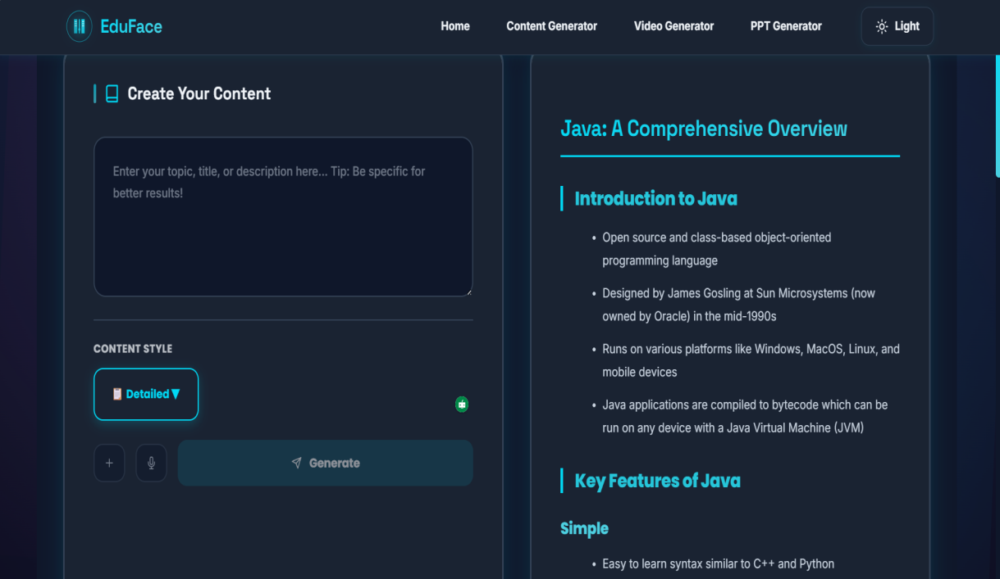 EduFace
Home
Content Generator
Video Generator
PPT Generator
Light
Create Your Content
Enter your topic, title, or description here... Tip: Be specific for
better results!
CONTENT STYLE
Detailed ▼
+
Generate
Java: A Comprehensive Overview
Introduction to Java
• Open source and class-based object-oriented
programming language
• Designed by James Gosling at Sun Microsystems (now
owned by Oracle) in the mid-1990s
• Runs on various platforms like Windows, MacOS, Linux, and
mobile devices
• Java applications are compiled to bytecode which can be
run on any device with a Java Virtual Machine (JVM)
Key Features of Java
Simple
• Easy to learn syntax similar to C++ and Python